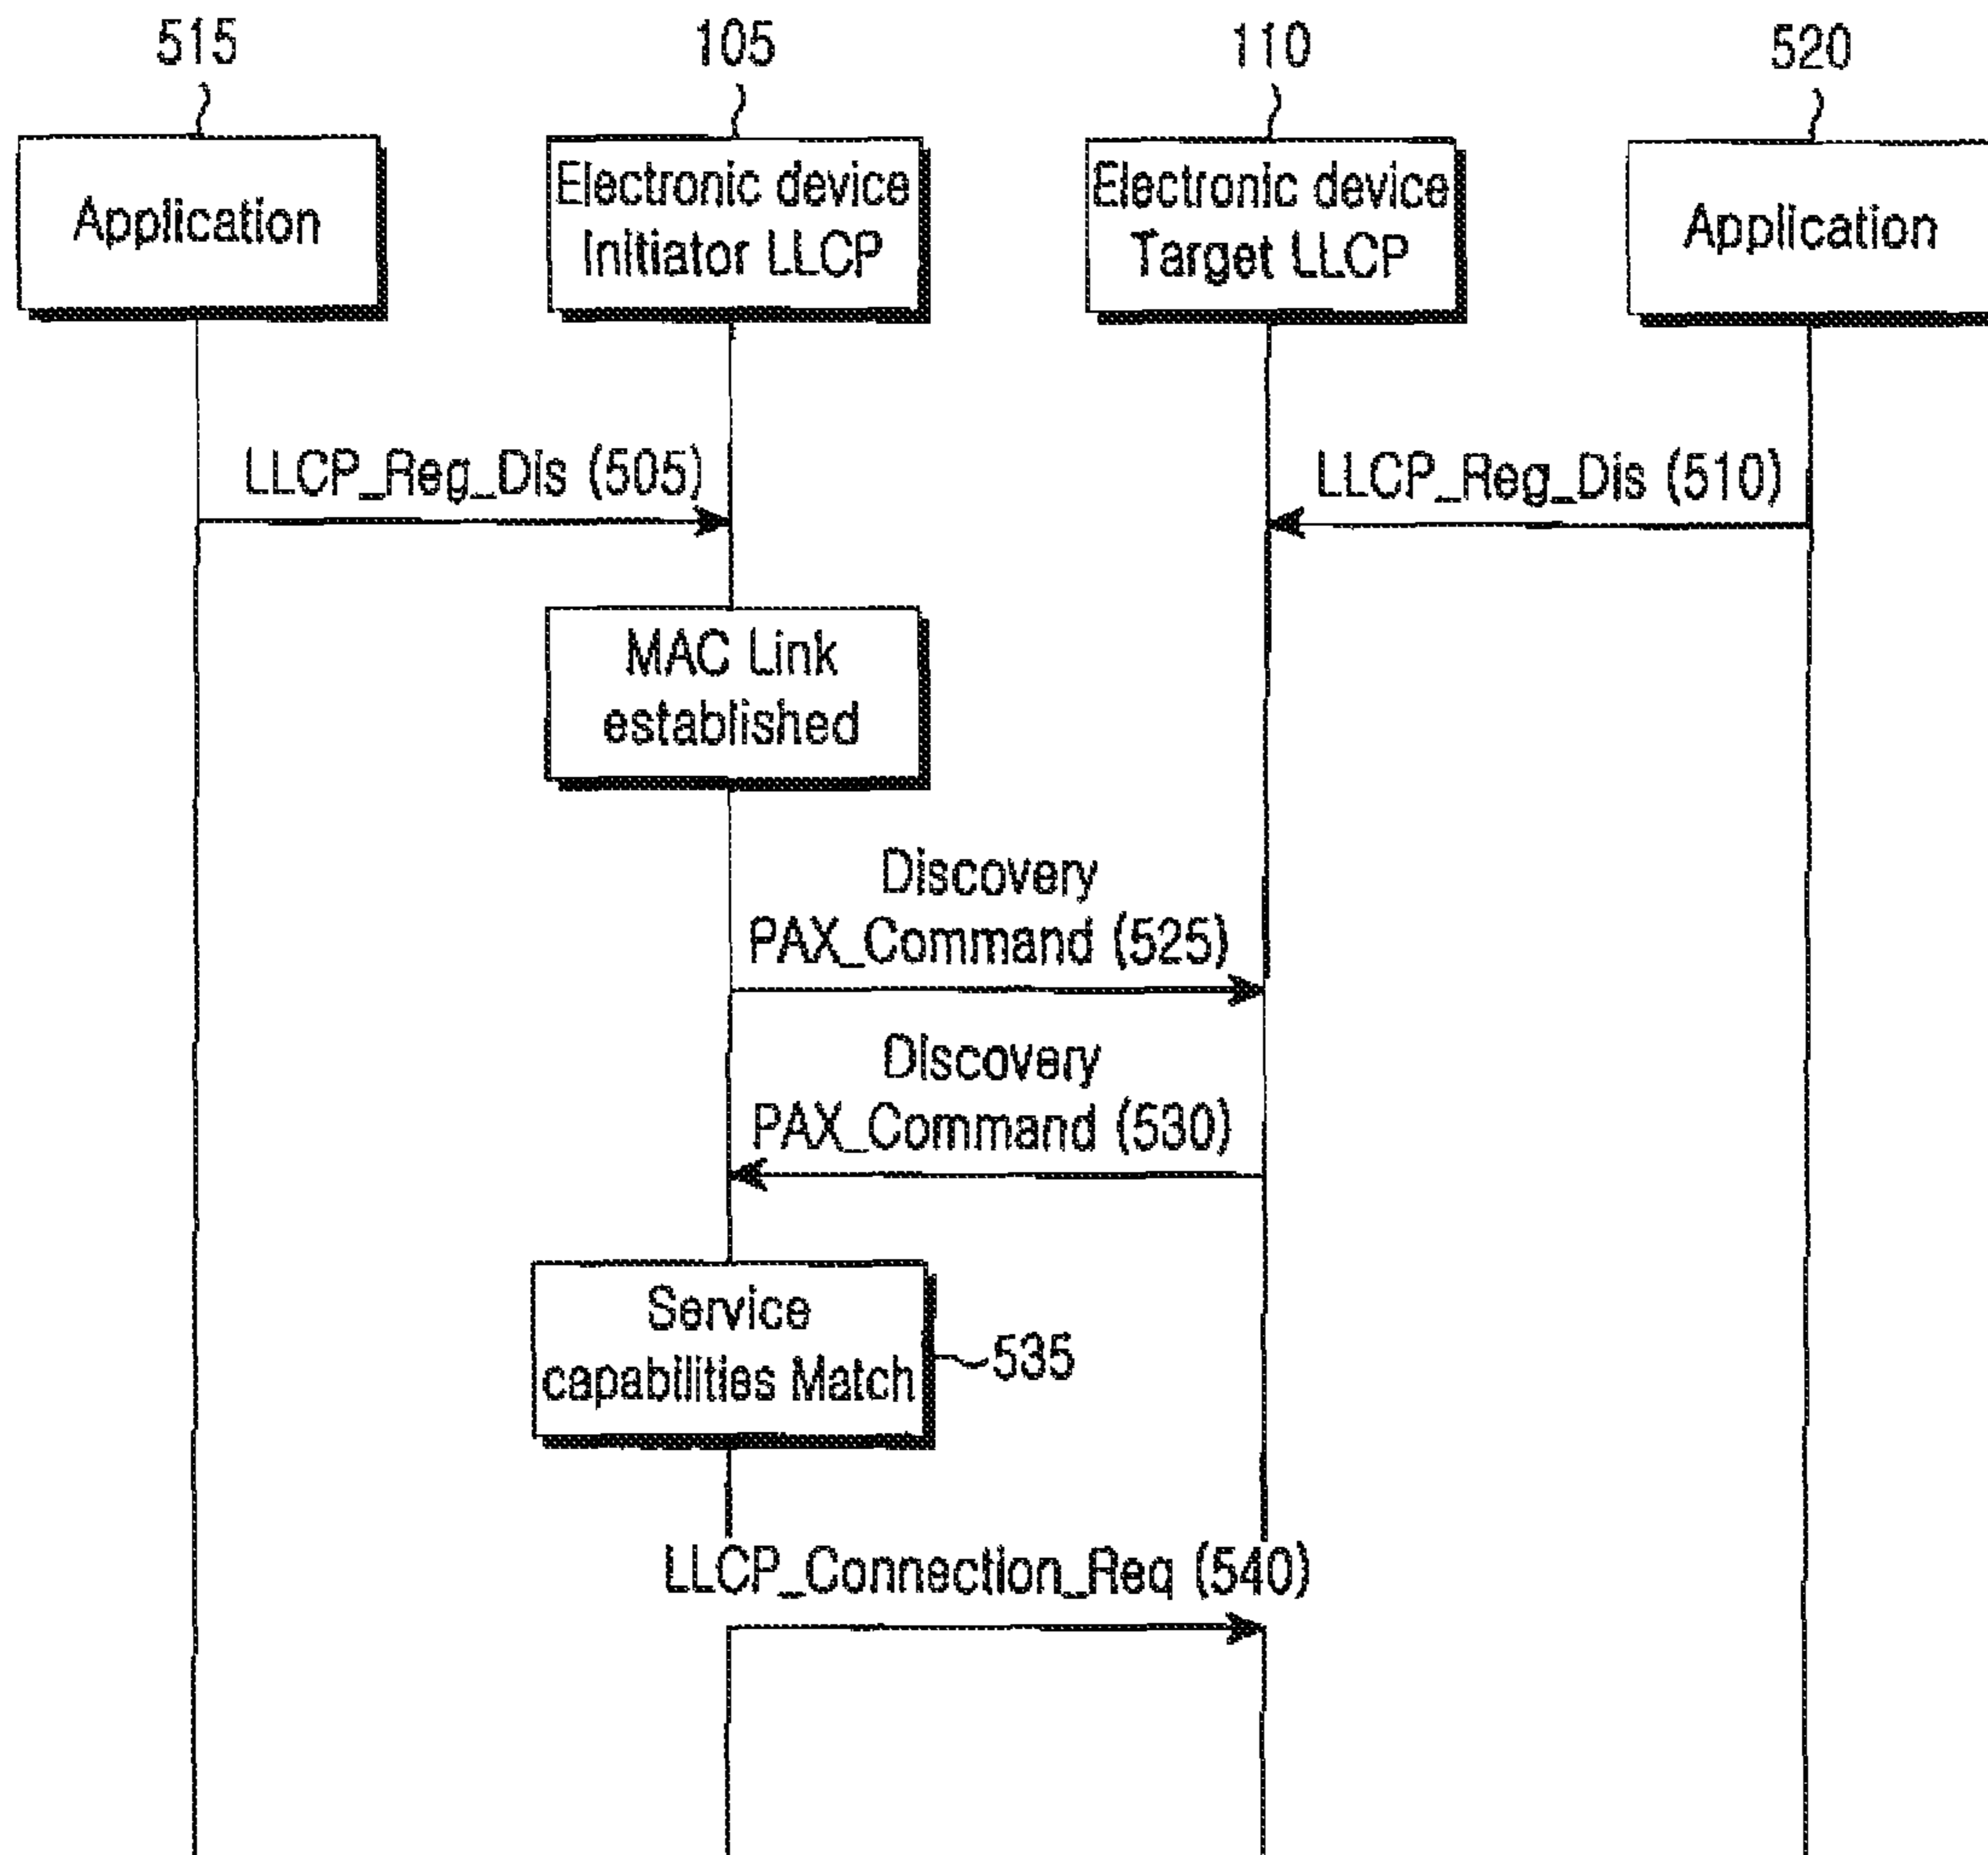 515
105
110
520
Application
Electronic device
Initiator LLCP
Electronic device
Target LLCP
Application
LLCP_Reg_Dis (505)
LLCP_Reg_Dis (510)
MAC Link
established
Discovery
PAX_Command (525)
Discovery
PAX_Command (530)
Service
capabilities Match
535
LLCP_Connection_Req (540)